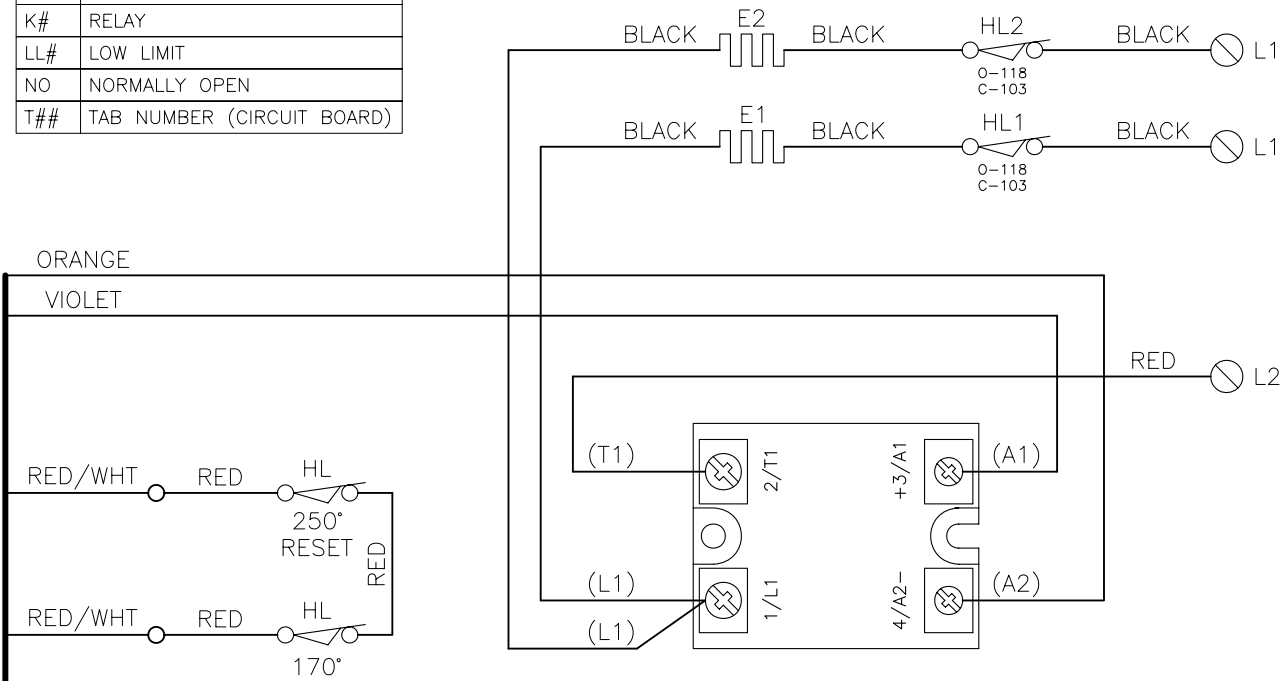 K# RELAY
LL# LOW LIMIT
NO NORMALLY OPEN
T## TAB NUMBER (CIRCUIT BOARD)
BLACK E2 BLACK HL2 BLACK L1
O-118
C-103
BLACK E1 BLACK HL1 BLACK L1
O-118
C-103
ORANGE
VIOLET
RED L2
RED/WHT RED HL
250°
RESET
RED
RED/WHT RED HL
170°
(T1) 2/T1 +3/A1 (A1)
(L1) 1/L1 4/A2- (A2)
(L1)